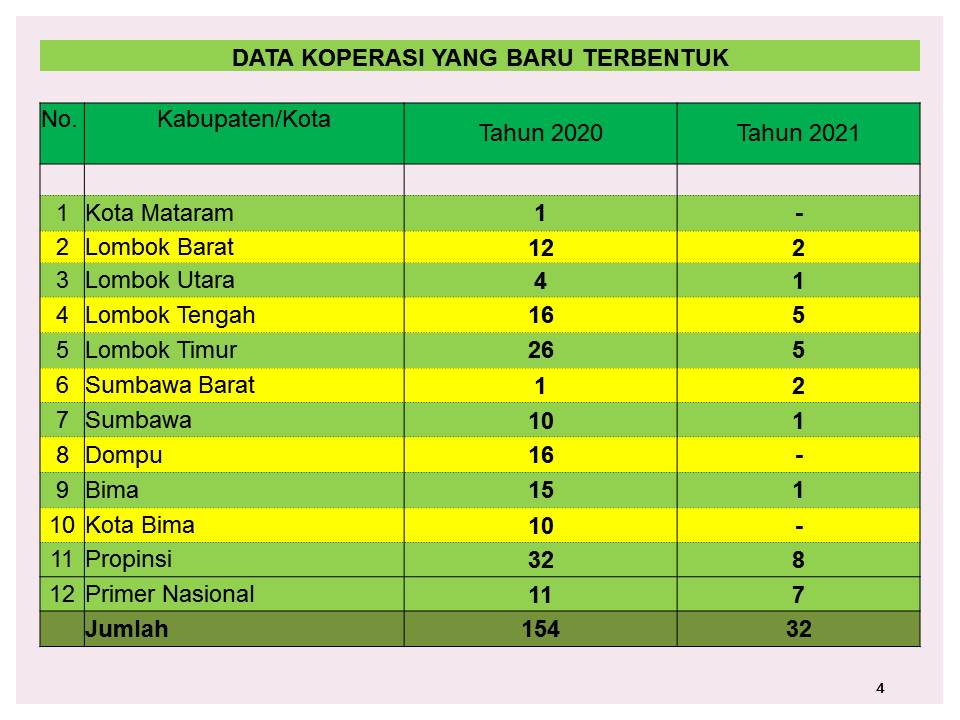 DATA KOPERASI YANG BARU TERBENTUK
No. Kabupaten/Kota Tahun 2020 Tahun 2021
1 Kota Mataram 1 -
2 Lombok Barat 12 2
3 Lombok Utara 4 1
4 Lombok Tengah 16 5
5 Lombok Timur 26 5
6 Sumbawa Barat 1 2
7 Sumbawa 10 1
8 Dompu 16 -
9 Bima 15 1
10 Kota Bima 10 -
11 Propinsi 32 8
12 Primer Nasional 11 7
Jumlah 154 32
4